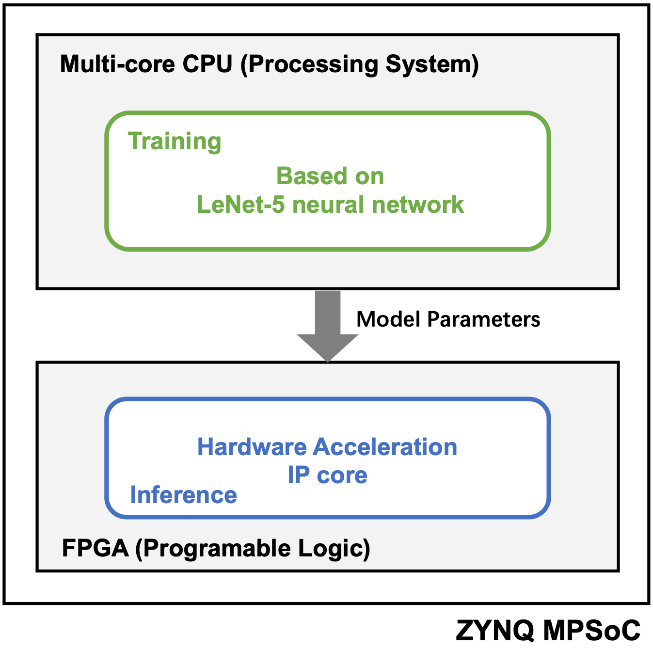 Multi-core CPU (Processing System)
Training
Based on
LeNet-5 neural network
Model Parameters
Hardware Acceleration
IP core
Inference
FPGA (Programable Logic)
ZYNQ MPSoC